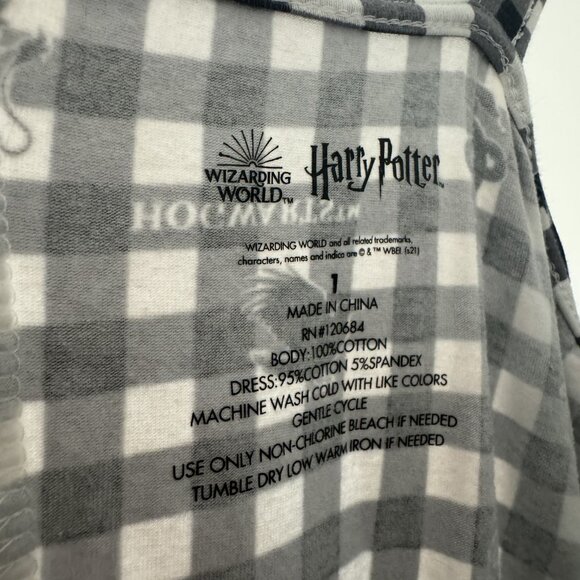 WIZARDING
WORLD™
Harry Potter™
HOGWARTS
WIZARDING WORLD and all related trademarks,
characters, names and indicia are © & ™ WBEI. (s21)
1
MADE IN CHINA
RN#120684
BODY:100%COTTON
DRESS:95%COTTON 5%SPANDEX
MACHINE WASH COLD WITH LIKE COLORS
GENTLE CYCLE
USE ONLY NON-CHLORINE BLEACH IF NEEDED
TUMBLE DRY LOW WARM IRON IF NEEDED